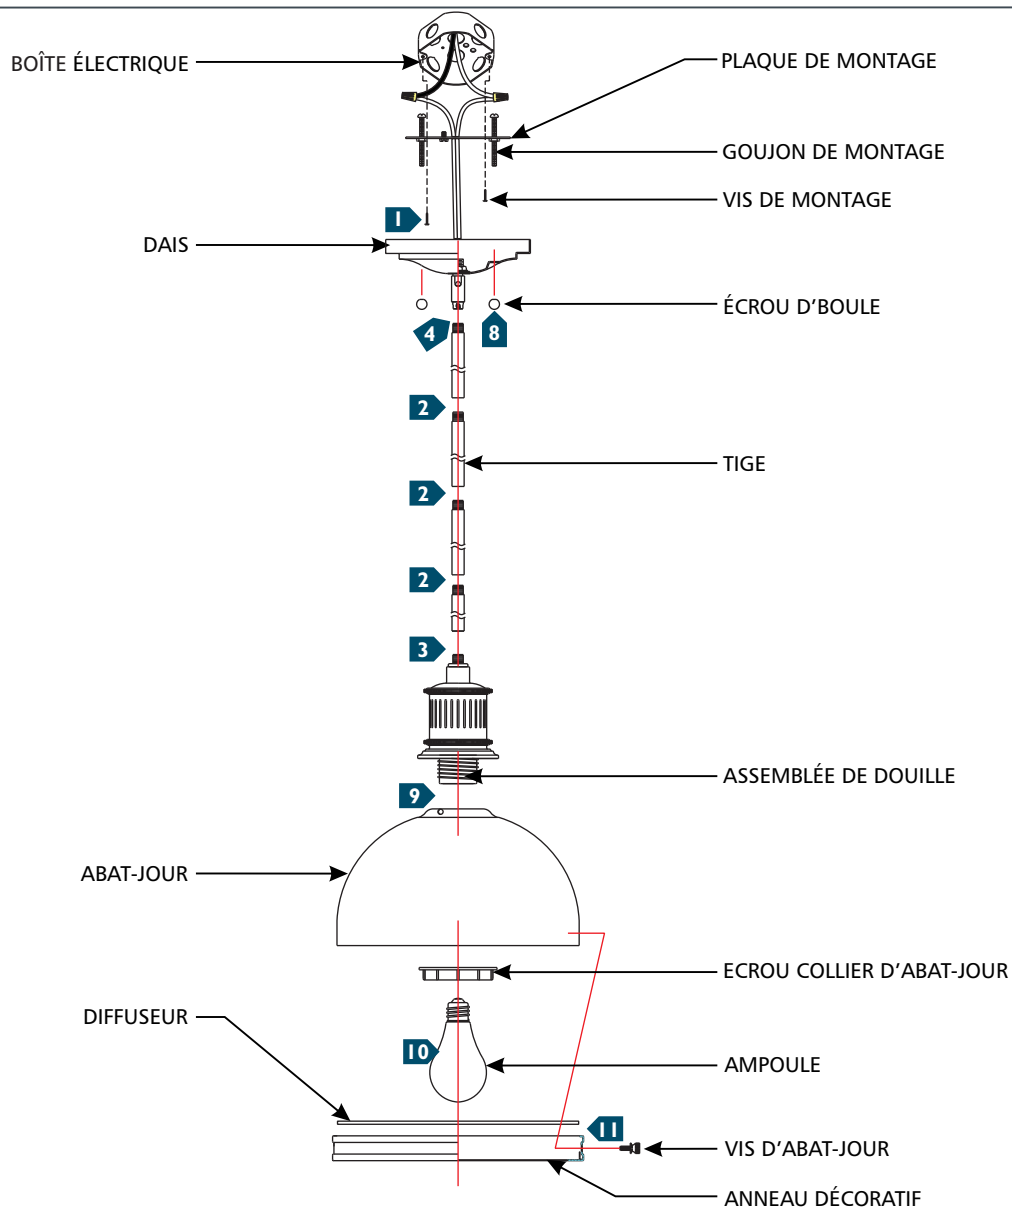 BOÎTE ÉLECTRIQUE
PLAQUE DE MONTAGE
GOUJON DE MONTAGE
VIS DE MONTAGE
1
DAIS
ÉCROU D’BOULE
4
8
2
TIGE
2
2
3
ASSEMBLÉE DE DOUILLE
9
ABAT-JOUR
ECROU COLLIER D’ABAT-JOUR
DIFFUSEUR
10
AMPOULE
11
VIS D’ABAT-JOUR
ANNEAU DÉCORATIF